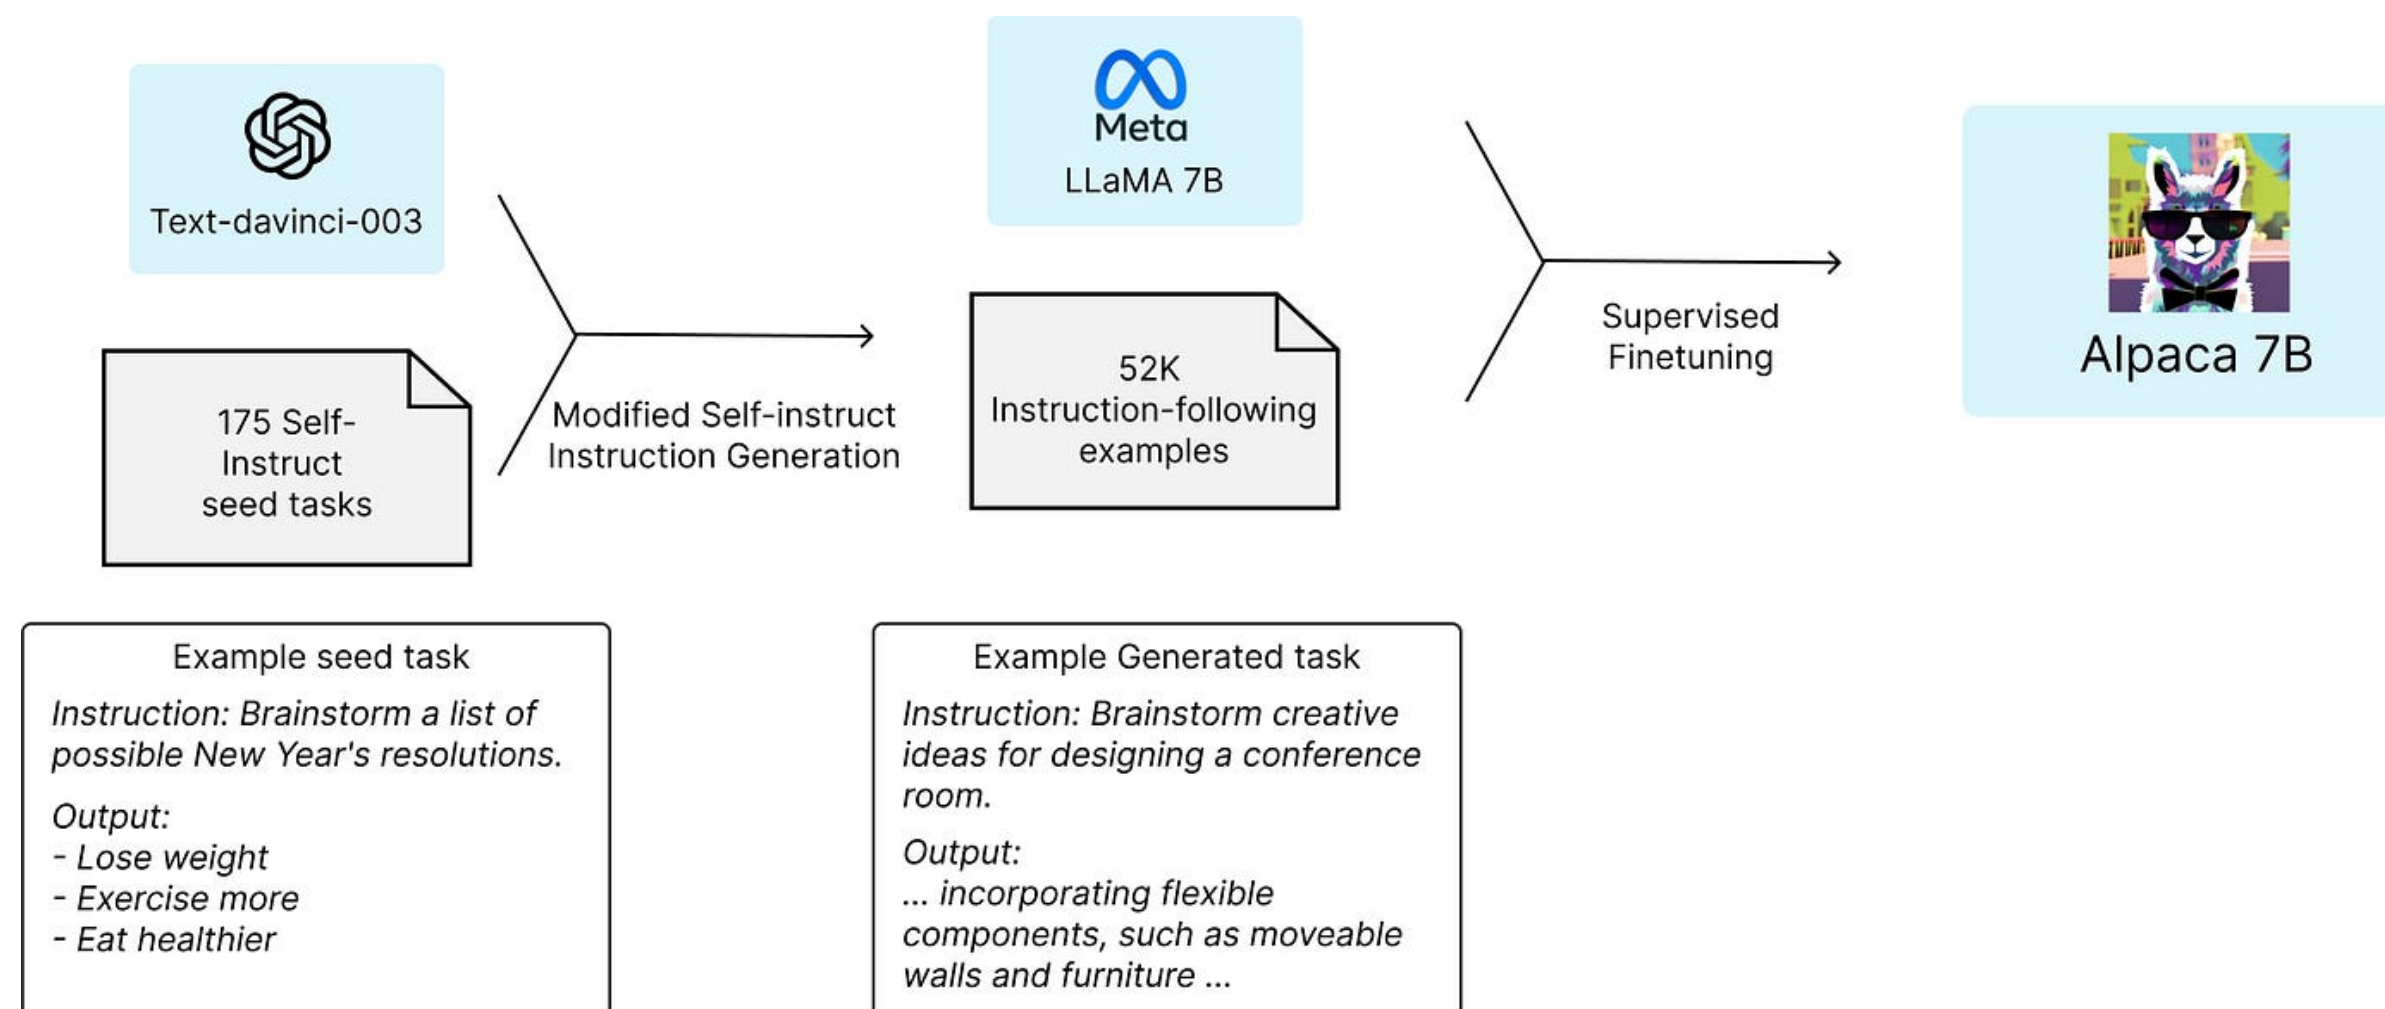 Text-davinci-003
175 Self-
Instruct
seed tasks
Modified Self-instruct
Instruction Generation
Meta
LLaMA 7B
52K
Instruction-following
examples
Supervised
Finetuning
Alpaca 7B
Example seed task
Instruction: Brainstorm a list of
possible New Year's resolutions.
Output:
- Lose weight
- Exercise more
- Eat healthier
Example Generated task
Instruction: Brainstorm creative
ideas for designing a conference
room.
Output:
... incorporating flexible
components, such as moveable
walls and furniture ...